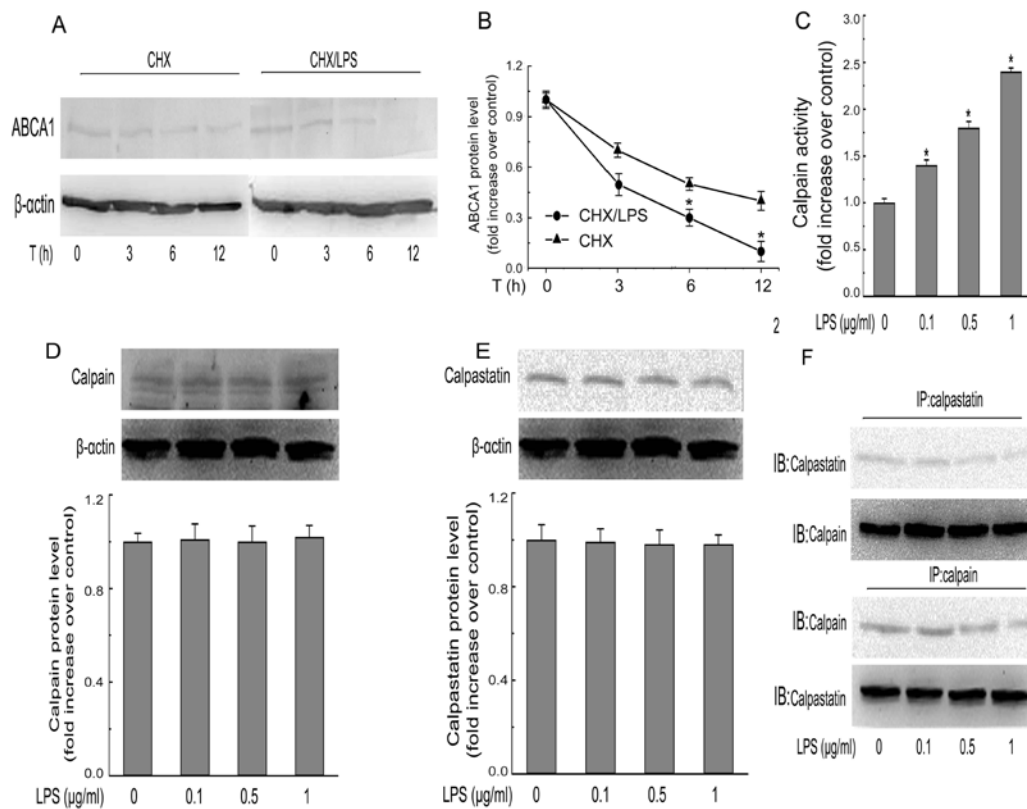 A
CHX
CHX/LPS
ABCA1
β-actin
T (h)
0
3
6
12
0
3
6
12
B
ABCA1 protein level
(fold increase over control)
1.2
0.9
0.6
0.3
0.0
CHX/LPS
CHX
*
*
T (h)
0
3
6
12
2
C
Calpain activity
(fold increase over control)
3.0
2.5
2.0
1.5
1.0
0.5
0.0
*
*
*
LPS (µg/ml)
0
0.1
0.5
1
D
Calpain
β-actin
Calpain protein level
(fold increase over control)
1.2
0.8
0.4
0.0
LPS (µg/ml)
0
0.1
0.5
1
E
Calpastatin
β-actin
Calpastatin protein level
(fold increase over control)
1.2
0.8
0.4
0.0
LPS (µg/ml)
0
0.1
0.5
1
F
IP:calpastatin
IB:Calpastatin
IB:Calpain
IP:calpain
IB:Calpain
IB:Calpastatin
LPS (µg/ml)
0
0.1
0.5
1